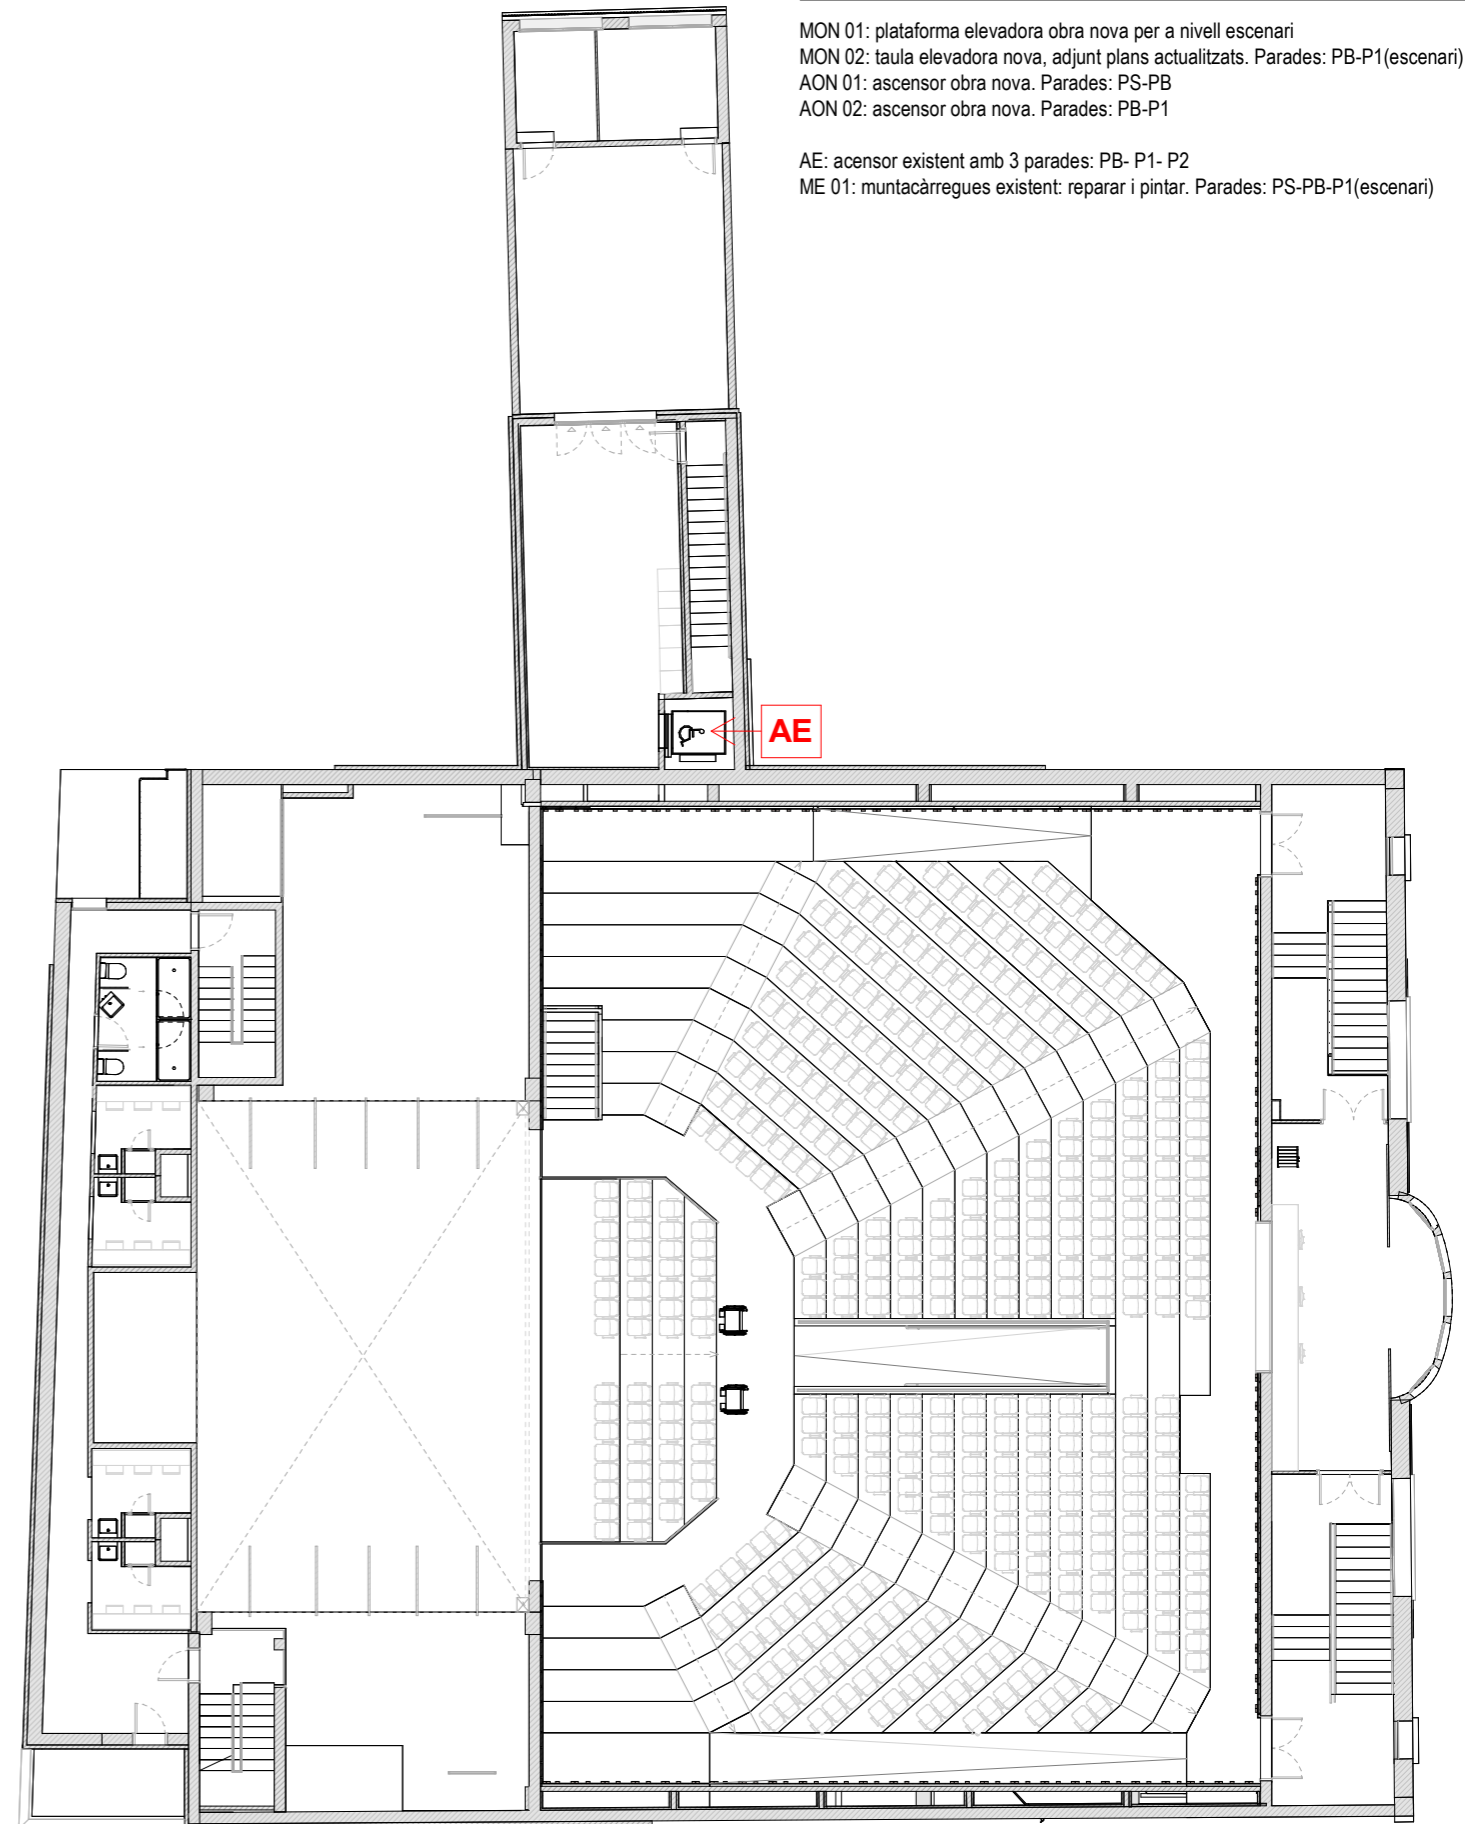 MON 01: plataforma elevadora obra nova per a nivell escenari
MON 02: taula elevadora nova, adjunt plans actualitzats. Parades: PB-P1(escenari)
AON 01: ascensor obra nova. Parades: PS-PB
AON 02: ascensor obra nova. Parades: PB-P1
AE: acensor existent amb 3 parades: PB- P1- P2
ME 01: muntacàrregues existent: reparar i pintar. Parades: PS-PB-P1(escenari)
AE